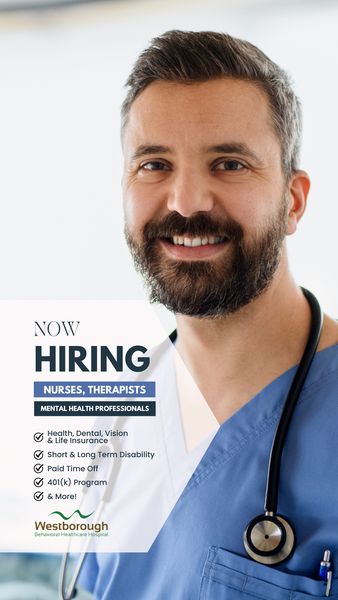 NOW
HIRING
NURSES, THERAPISTS
MENTAL HEALTH PROFESSIONALS
Health, Dental, Vision
& Life Insurance
Short & Long Term Disability
Paid Time Off
401(k) Program
& More!
Westborough
Behavioral Healthcare Hospital